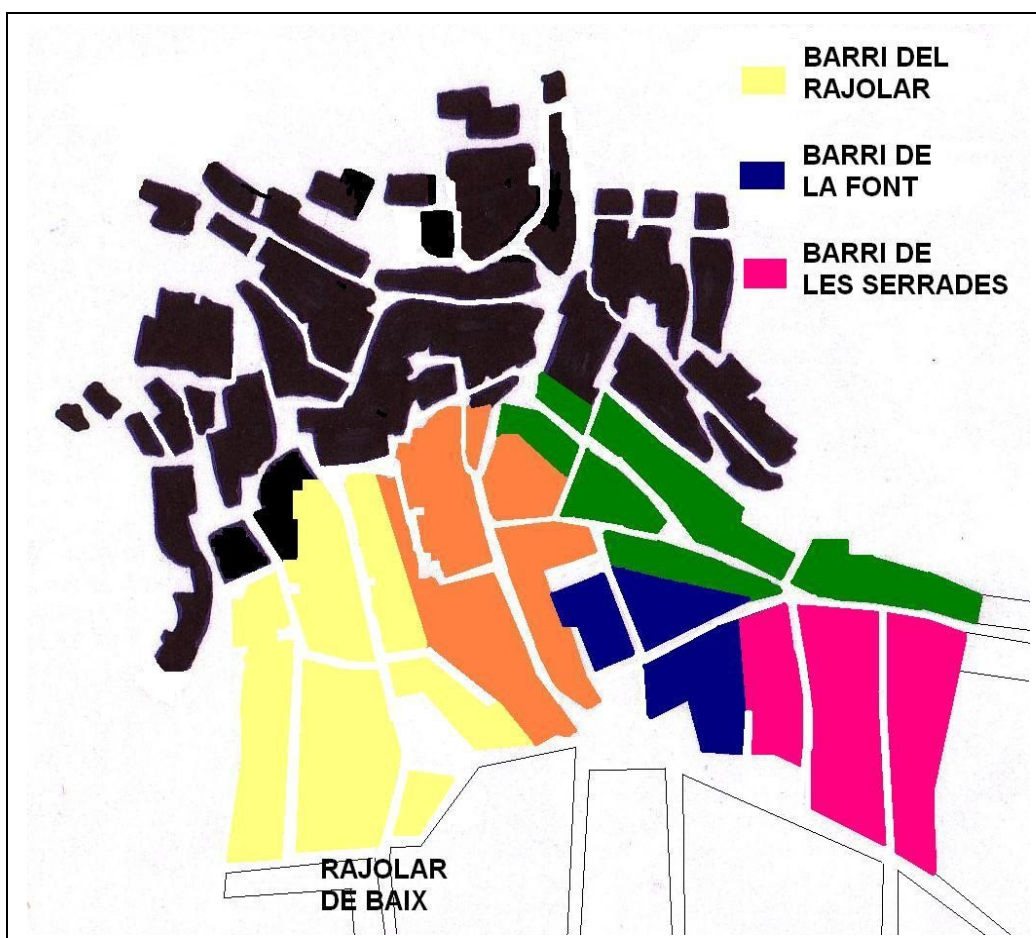 BARRI DEL
RAJOLAR
BARRI DE
LA FONT
BARRI DE
LES SERRADES
RAJOLAR
DE BAIX